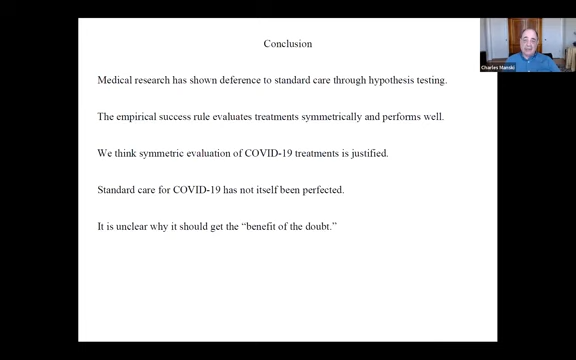 Conclusion
Charles Manski
Medical research has shown deference to standard care through hypothesis testing.
The empirical success rule evaluates treatments symmetrically and performs well.
We think symmetric evaluation of COVID-19 treatments is justified.
Standard care for COVID-19 has not itself been perfected.
It is unclear why it should get the “benefit of the doubt.”